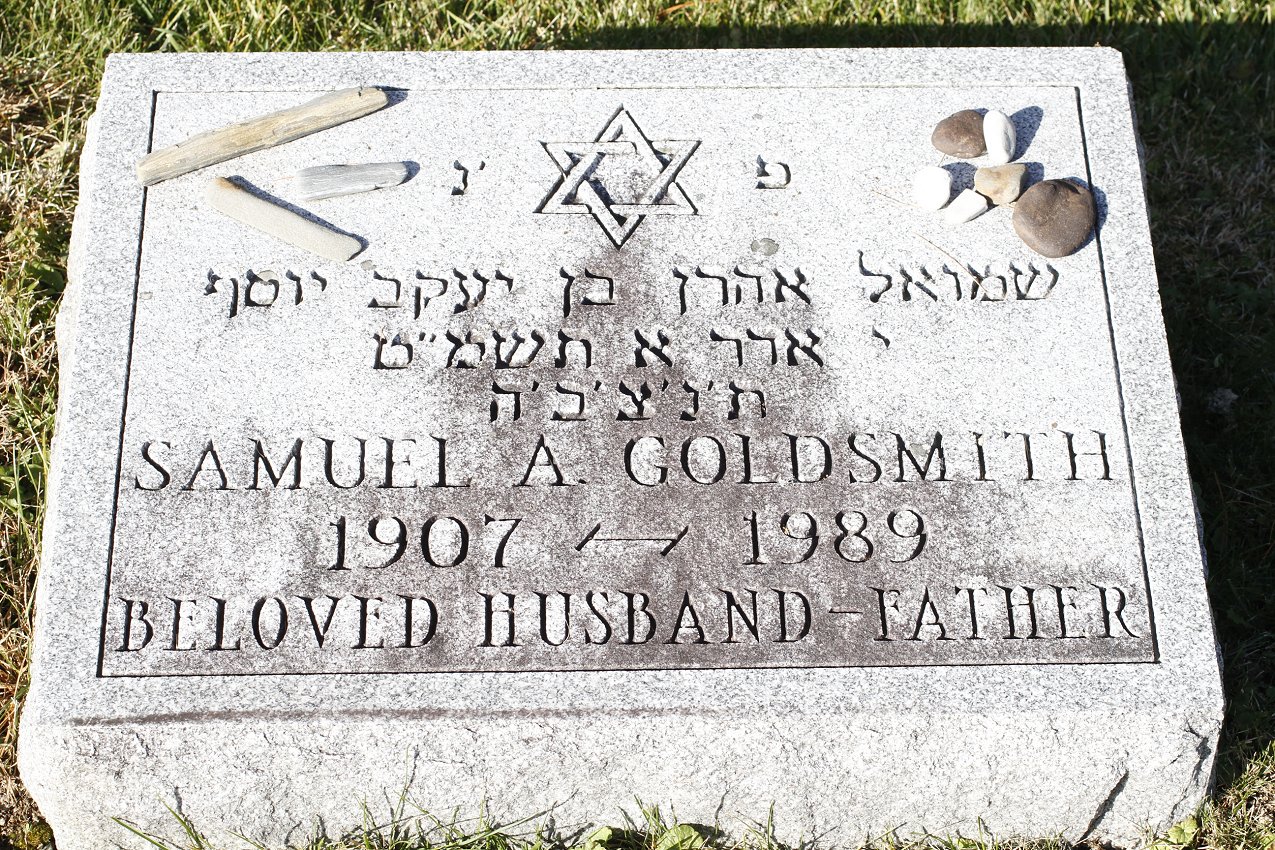 פ נ'
שמואל אהרן בן יעקב יוסף
י אדר א תשמ"ט
ת'נ'צ'ב'ה
SAMUEL A. GOLDSMITH
1907 – 1989
BELOVED HUSBAND - FATHER